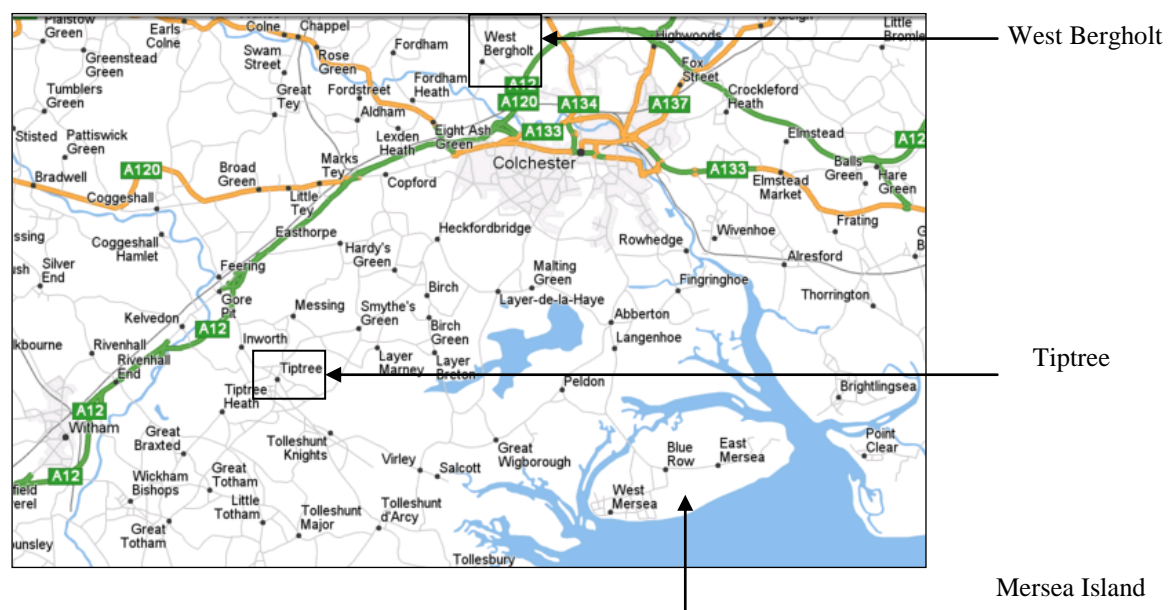 Plaistow
Green
Earls
Colne
Colne
Chappel
Highwoods
Little
West
Bergholt
West Bergholt
Swam
Street
Rose
Green
Fordham
Greenstead
Green
Fox
Street
Tumblers
Green
Great
Tey
Fordstreet
Fordham
Heath
A12
A120
A134
A137
Crockleford
Heath
Aldham
Stisted
Pattiswick
Green
Lexden
Heath
Eight Ash
Green
A133
Elmstead
A12
A120
Broad
Green
Marks
Tey
Colchester
A133
Balls
Green
Hare
Green
Bradwell
Copford
Elmstead
Market
Coggeshall
Little
Tey
Frating
Coggeshall
Hamlet
Easthorpe
Heckfordbridge
Rowhedge
Wivenhoe
Hardy's
Green
Alresford
Silver
End
Feering
Malting
Green
Fingringhoe
Gore
Pit
Messing
Smythe's
Green
Birch
Layer-de-la-Haye
Abberton
Thorrington
Kelvedon
A12
Birch
Green
Langenhoe
Rivenhall
Inworth
Rivenhall
End
Tiptree
Layer
Marney
Layer
Breton
Tiptree
Peldon
Brightlingsea
Tiptree
Heath
A12
Witham
Great
Braxted
Tolleshunt
Knights
Great
Wigborough
Blue
Row
East
Mersea
Point
Clear
A12
Virley
Salcott
Wickham
Bishops
Great
Totham
West
Mersea
Little
Totham
Tolleshunt
Major
Tolleshunt
d'Arcy
Great
Totham
Tollesbury
Mersea Island